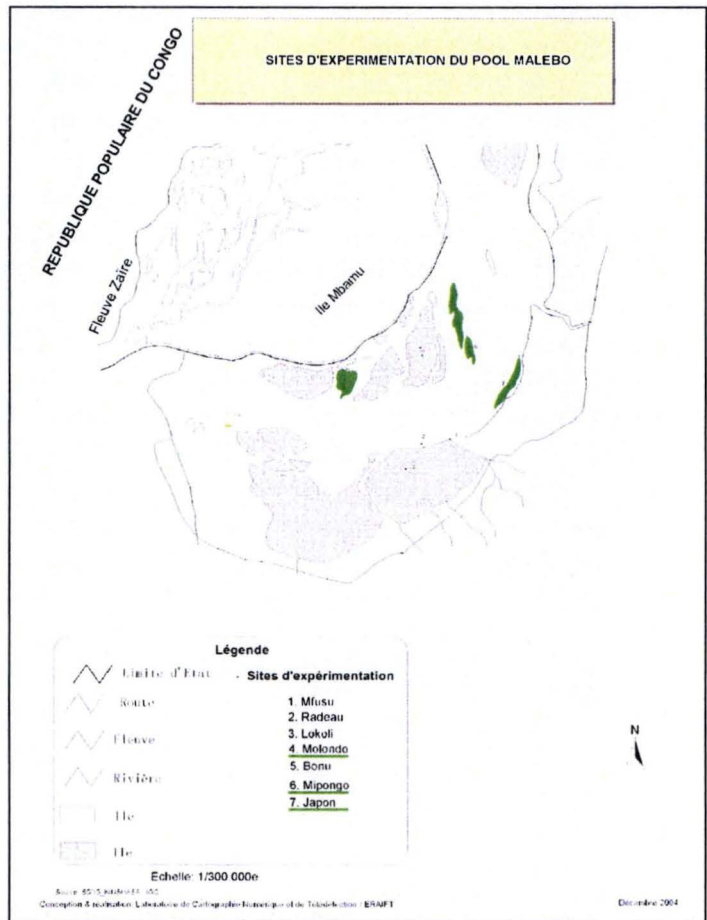 SITES D'EXPERIMENTATION DU POOL MALEBO
REPUBLIQUE POPULAIRE DU CONGO
Fleuve Zaire
Ile Mbamu
Légende
Limite d'Etat
Route
Fleuve
Rivière
Ile
Ile
Sites d'expérimentation
1. Mfusu
2. Radeau
3. Lokoli
4. Molondo
5. Bonu
6. Mipongo
7. Japon
N
Echelle: 1/300 000e
Conception & réalisation: Laboratoire de Cartographie Numérique et de Télédétection / ERAIFT
Décembre 2004